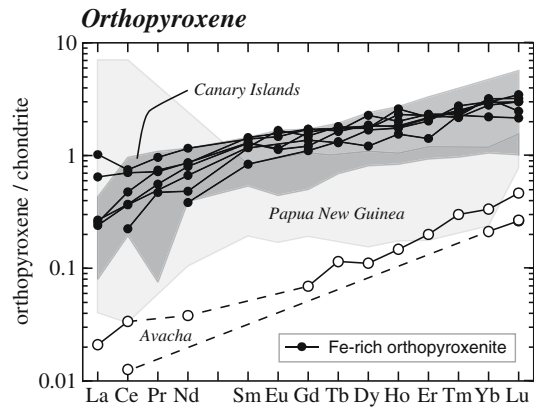 Orthopyroxene
10
Canary Islands
1
orthopyroxene / chondrite
Papua New Guinea
0.1
Avacha
Fe-rich orthopyroxenite
0.01
La Ce Pr Nd Sm Eu Gd Tb Dy Ho Er Tm Yb Lu